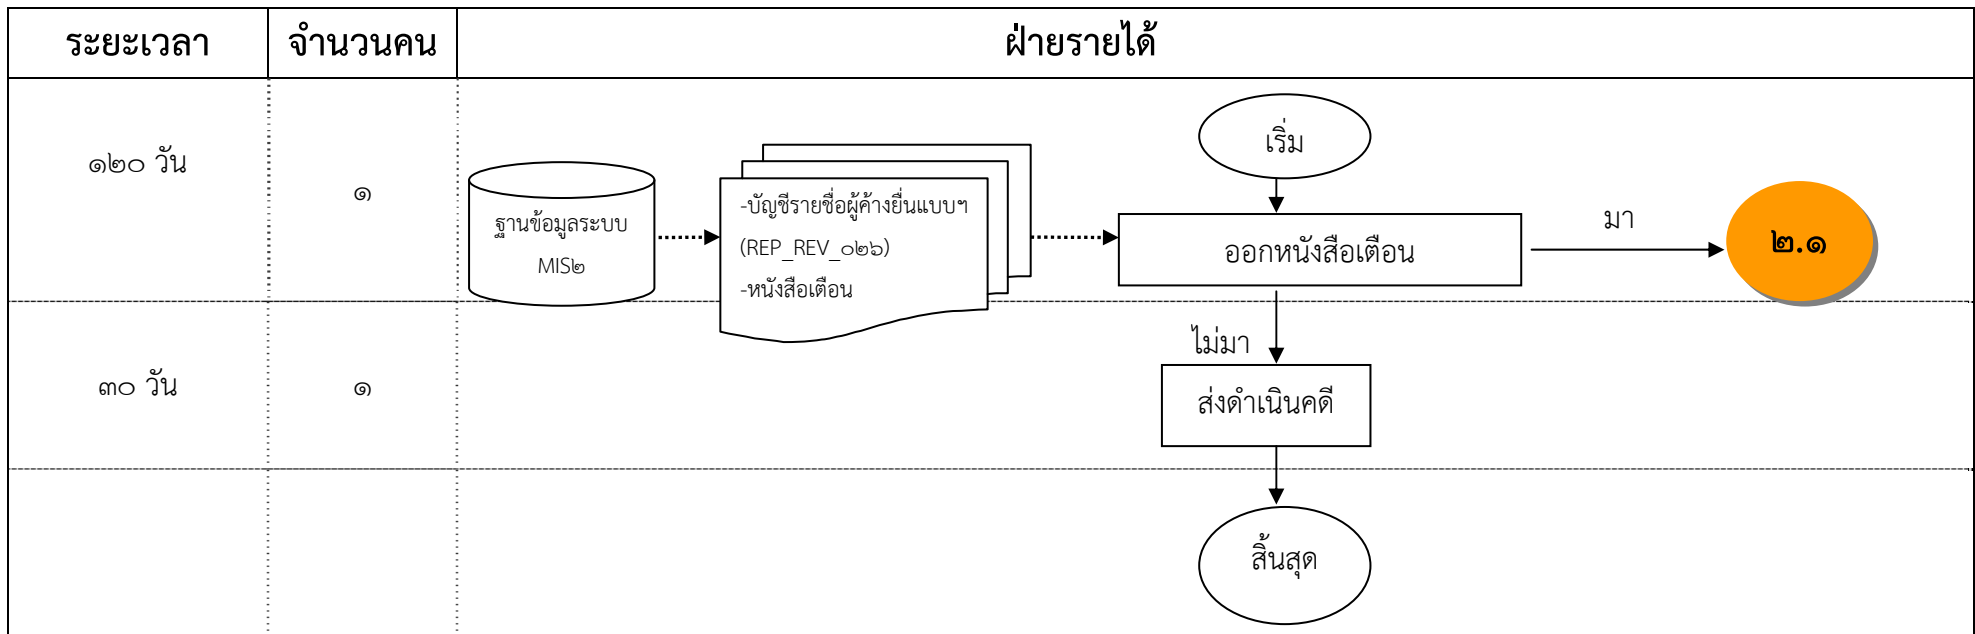 ระยะเวลา
จำนวนคน
ฝ่ายรายได้
๑๒๐ วัน
๑
ฐานข้อมูลระบบ
MIS๒
-บัญชีรายชื่อผู้ค้างยื่นแบบฯ
(REP_REV_๐๒๖)
-หนังสือเตือน
เริ่ม
ออกหนังสือเตือน
มา
๒.๑
๓๐ วัน
๑
ไม่มา
ส่งดำเนินคดี
สิ้นสุด